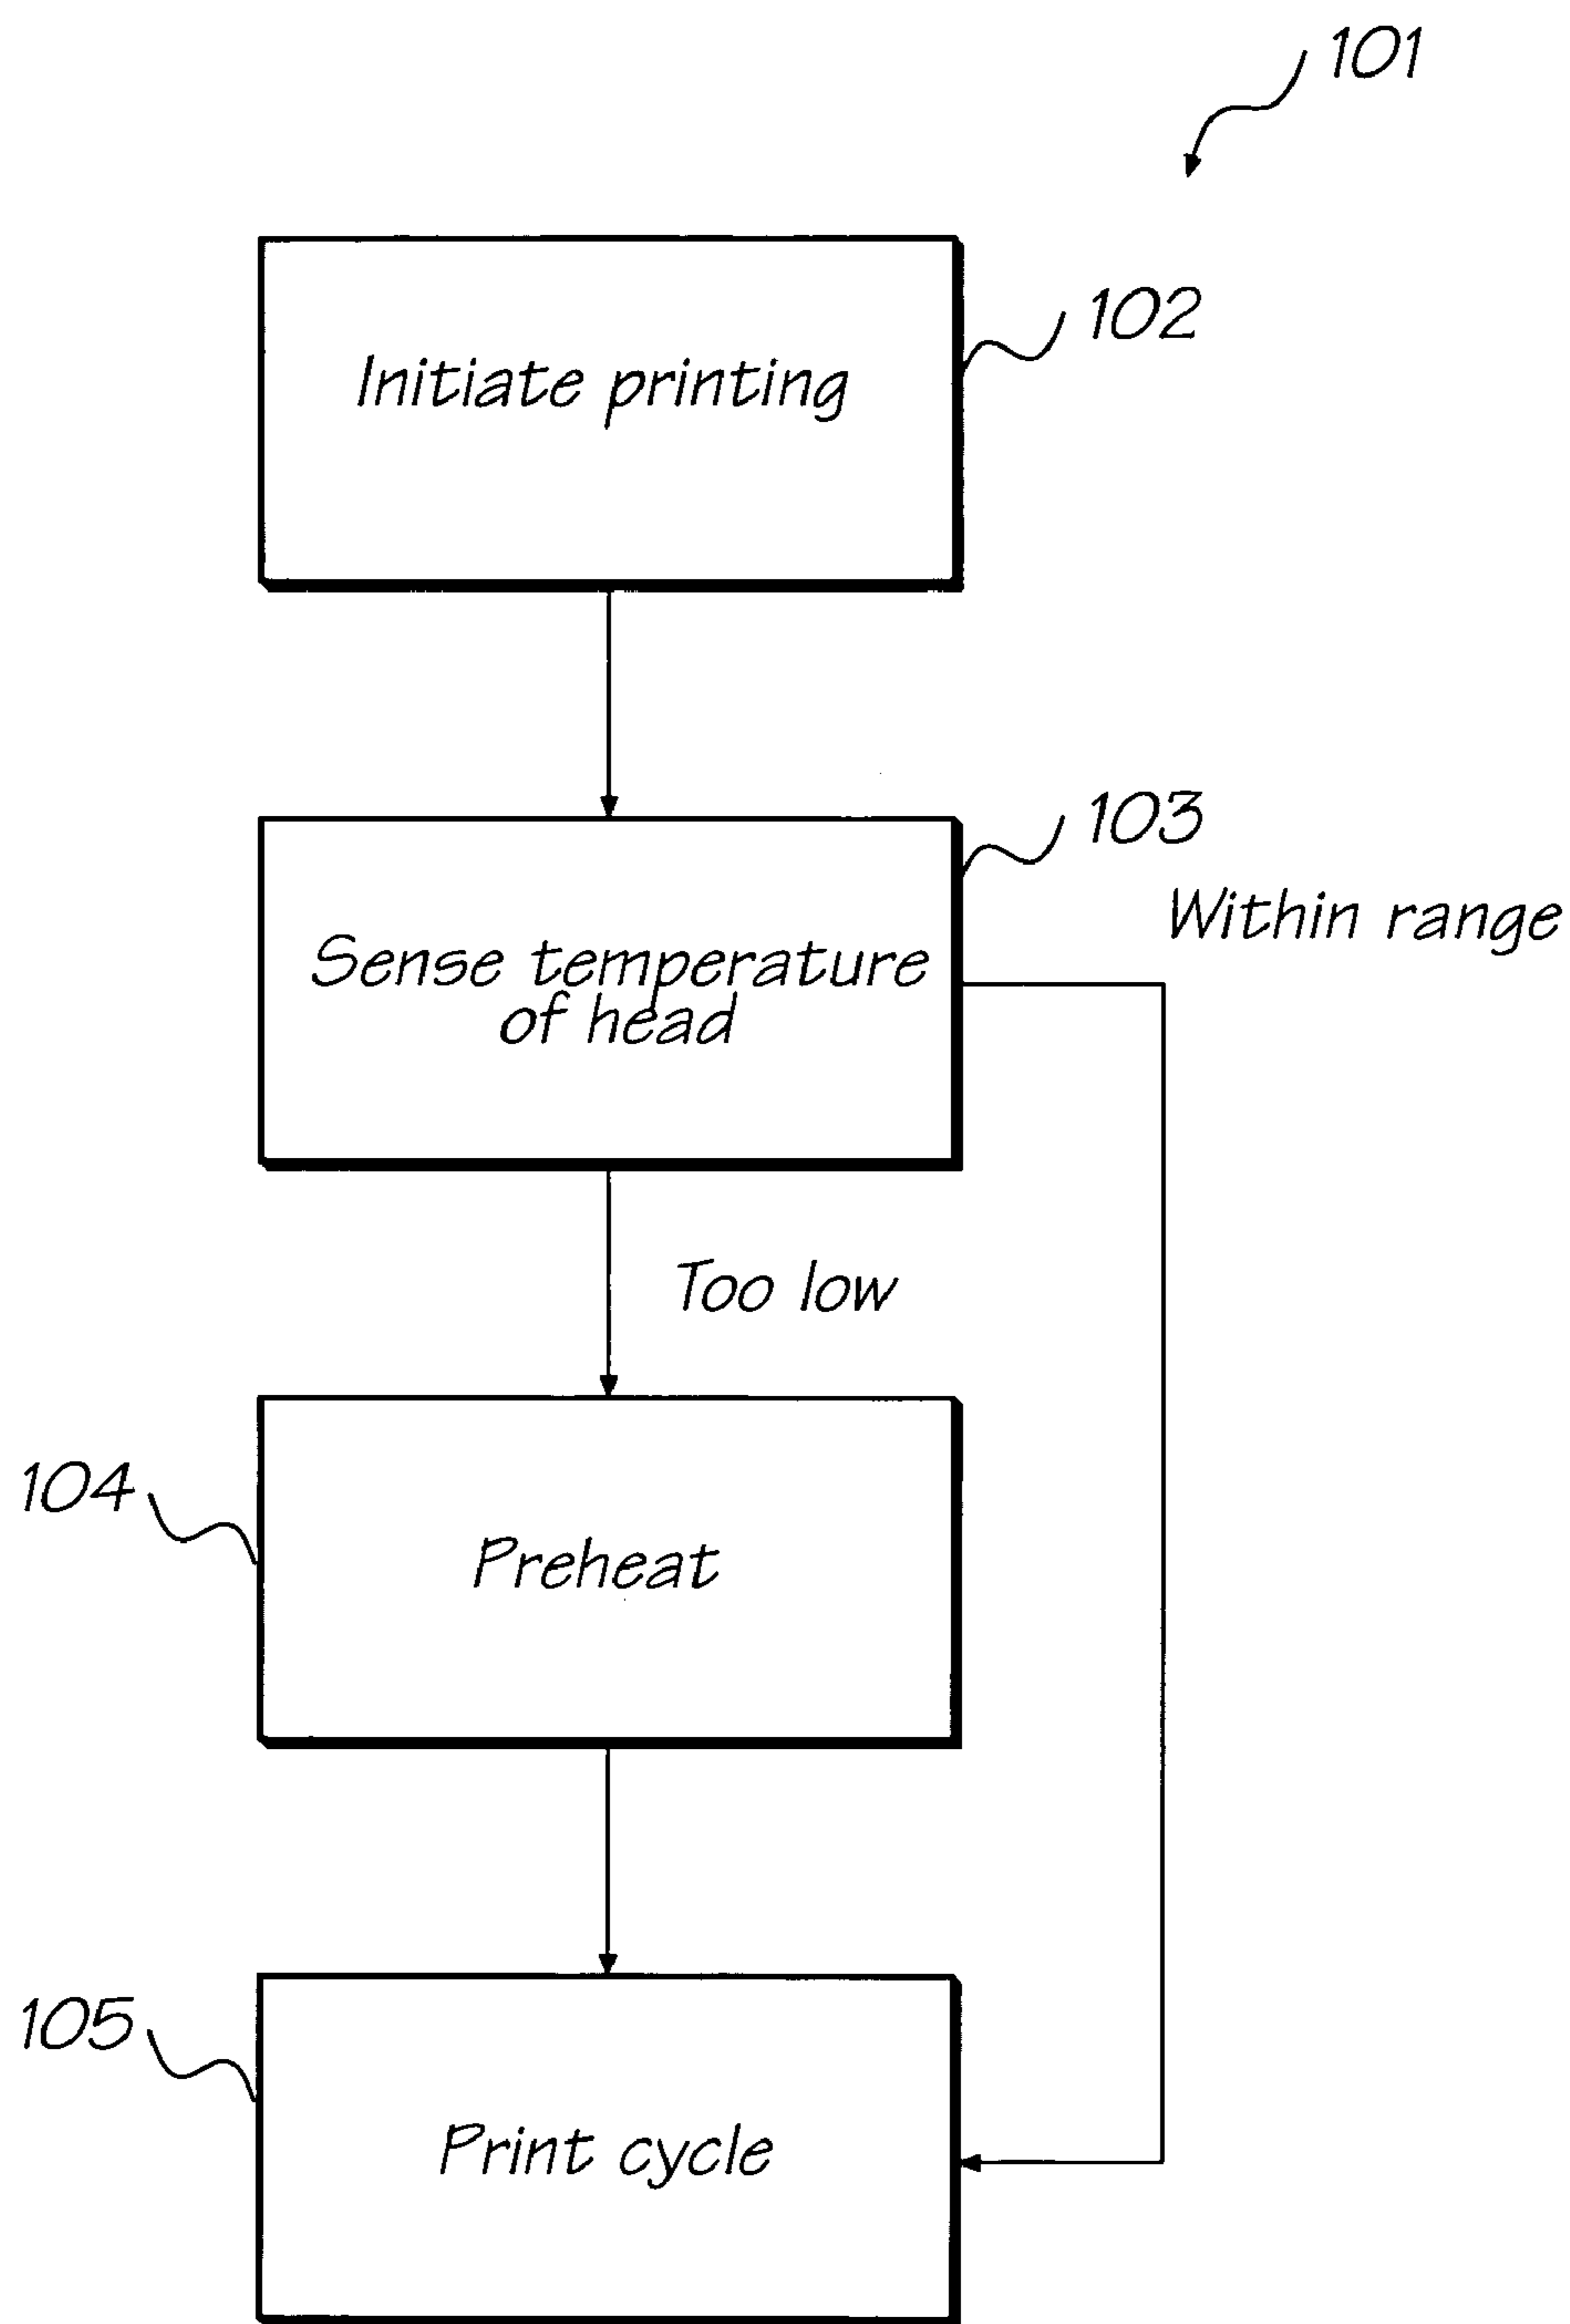 101
Initiate printing
102
103
Within range
Sense temperature
of head
Too low
104
Preheat
105
Print cycle